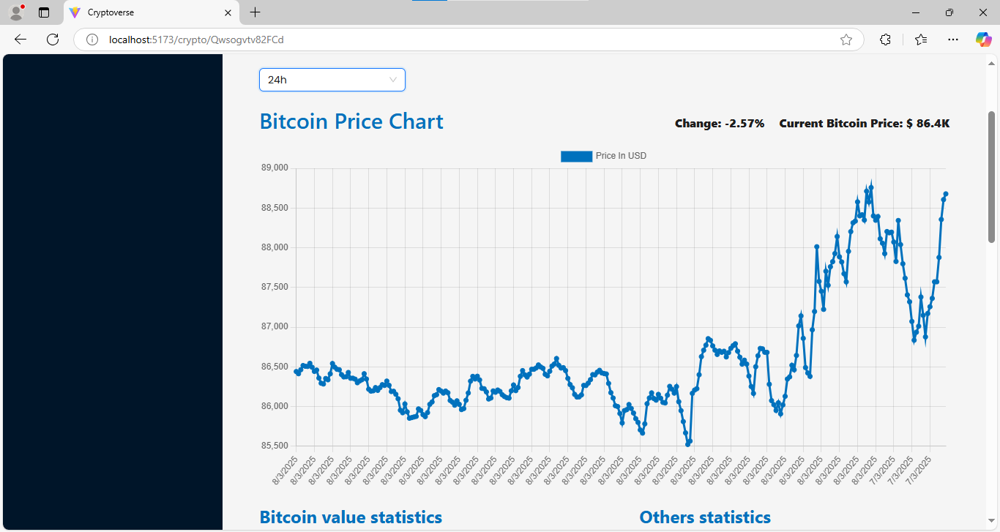 Cryptoverse
localhost:5173/crypto/Qwsogvtv82FCd
24h
Bitcoin Price Chart
Change: -2.57% Current Bitcoin Price: $ 86.4K
Price In USD
89,000
88,500
88,000
87,500
87,000
86,500
86,000
85,500
8/3/2025 8/3/2025 8/3/2025 8/3/2025 8/3/2025 8/3/2025 8/3/2025 8/3/2025 8/3/2025 8/3/2025 8/3/2025 8/3/2025 8/3/2025 8/3/2025 8/3/2025 8/3/2025 8/3/2025 8/3/2025 8/3/2025 8/3/2025 8/3/2025 8/3/2025 8/3/2025 8/3/2025 8/3/2025 8/3/2025 8/3/2025 8/3/2025 8/3/2025 8/3/2025 8/3/2025 8/3/2025 8/3/2025 7/3/2025 7/3/2025 7/3/2025
Bitcoin value statistics
Others statistics